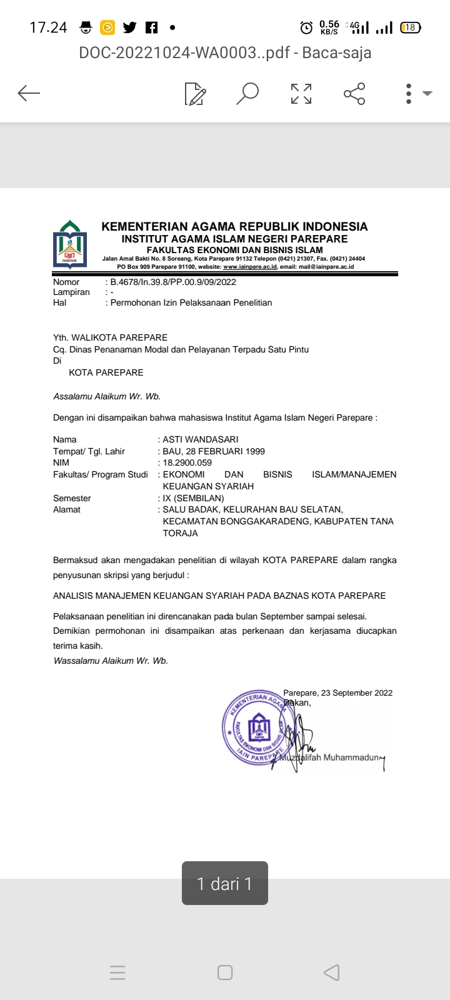 17.24
0.56
KB/S
4G
18
DOC-20221024-WA0003..pdf - Baca-saja
KEMENTERIAN AGAMA REPUBLIK INDONESIA
INSTITUT AGAMA ISLAM NEGERI PAREPARE
FAKULTAS EKONOMI DAN BISNIS ISLAM
Jalan Amal Bakti No. 8 Soreang, Kota Parepare 91132 Telepon (0421) 21307, Fax. (0421) 24404
PO Box 909 Parepare 91100, website: www.iainpare.ac.id, email: mail@iainpare.ac.id
iain
PAREPARE
Nomor : B.4678/In.39.8/PP.00.9/09/2022
Lampiran : -
Hal : Permohonan Izin Pelaksanaan Penelitian
Yth. WALIKOTA PAREPARE
Cq. Dinas Penanaman Modal dan Pelayanan Terpadu Satu Pintu
Di
KOTA PAREPARE
Assalamu Alaikum Wr. Wb.
Dengan ini disampaikan bahwa mahasiswa Institut Agama Islam Negeri Parepare :
Nama : ASTI WANDASARI
Tempat/ Tgl. Lahir : BAU, 28 FEBRUARI 1999
NIM : 18.2900.059
Fakultas/ Program Studi : EKONOMI DAN BISNIS ISLAM/MANAJEMEN
KEUANGAN SYARIAH
Semester : IX (SEMBILAN)
Alamat : SALU BADAK, KELURAHAN BAU SELATAN,
KECAMATAN BONGGAKARADENG, KABUPATEN TANA
TORAJA
Bermaksud akan mengadakan penelitian di wilayah KOTA PAREPARE dalam rangka
penyusunan skripsi yang berjudul :
ANALISIS MANAJEMEN KEUANGAN SYARIAH PADA BAZNAS KOTA PAREPARE
Pelaksanaan penelitian ini direncanakan pada bulan September sampai selesai.
Demikian permohonan ini disampaikan atas perkenaan dan kerjasama diucapkan
terima kasih.
Wassalamu Alaikum Wr. Wb.
Parepare, 23 September 2022
Dekan,
KEMENTERIAN AGAMA
FAKULTAS EKONOMI DAN BISNIS ISLAM
IAIN PAREPARE
Muzdalifah Muhammadun
1 dari 1